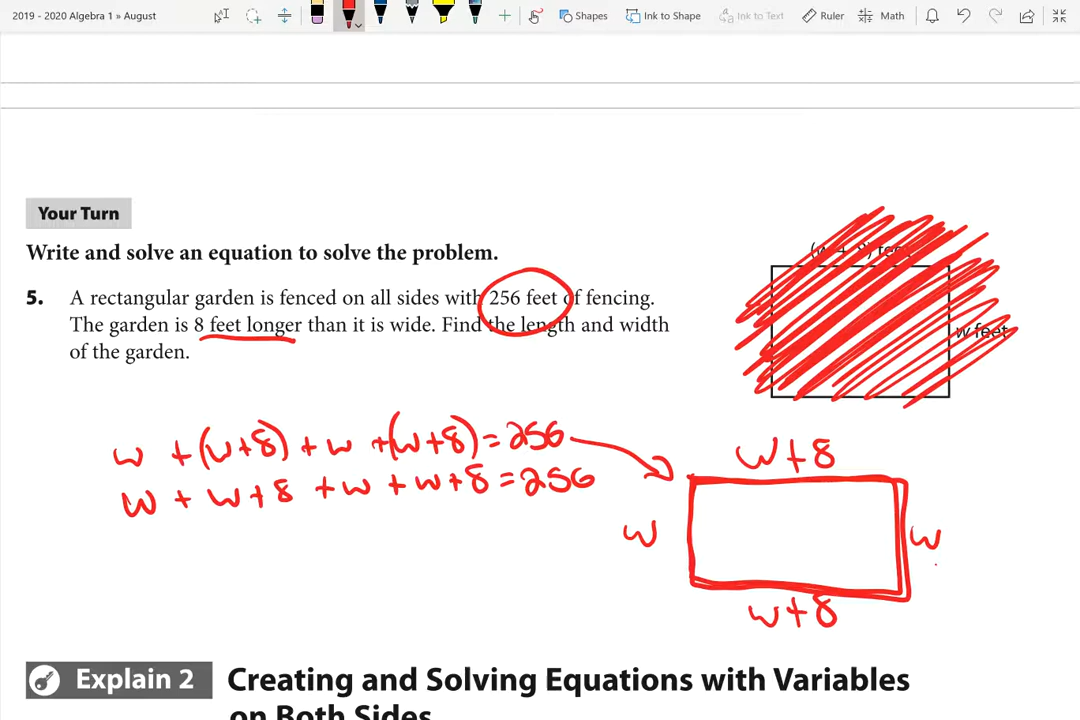 2019 - 2020 Algebra 1 » August
Shapes Ink to Shape Ink to Text Ruler Math
Your Turn
Write and solve an equation to solve the problem.
5. A rectangular garden is fenced on all sides with 256 feet of fencing.
The garden is 8 feet longer than it is wide. Find the length and width
of the garden.
(w + 8) feet
w feet
w + (w+8) + w + (w+8) = 256
w + w + 8 + w + w + 8 = 256
w+8
w
w
w+8
Explain 2 Creating and Solving Equations with Variables
on Both Sides